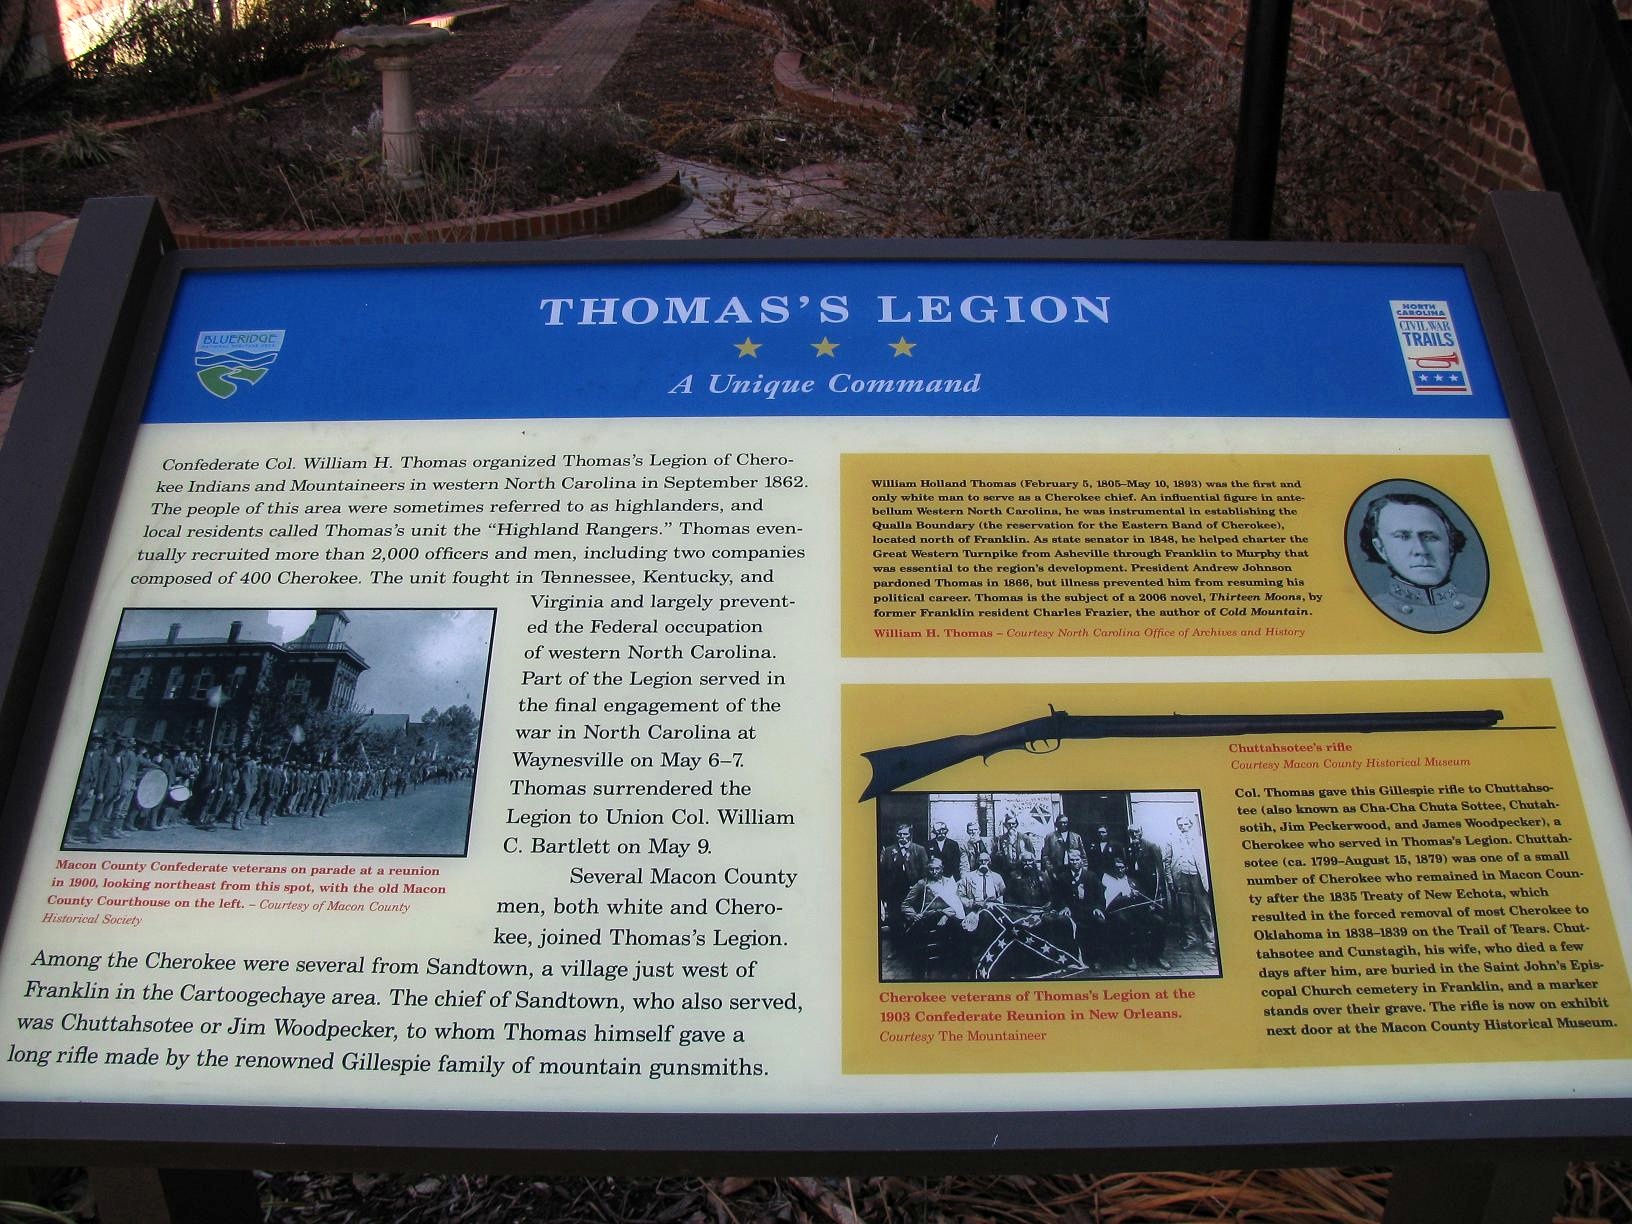 THOMAS'S LEGION
A Unique Command
BLUERIDGE
NATIONAL HERITAGE AREA
NORTH
CAROLINA
CIVIL WAR
TRAILS
Confederate Col. William H. Thomas organized Thomas's Legion of Chero-
kee Indians and Mountaineers in western North Carolina in September 1862.
The people of this area were sometimes referred to as highlanders, and
local residents called Thomas's unit the "Highland Rangers." Thomas even-
tually recruited more than 2,000 officers and men, including two companies
composed of 400 Cherokee. The unit fought in Tennessee, Kentucky, and
Virginia and largely prevent-
ed the Federal occupation
of western North Carolina.
Part of the Legion served in
the final engagement of the
war in North Carolina at
Waynesville on May 6–7.
Thomas surrendered the
Legion to Union Col. William
C. Bartlett on May 9.
Several Macon County
men, both white and Chero-
kee, joined Thomas's Legion.
Among the Cherokee were several from Sandtown, a village just west of
Franklin in the Cartoogechaye area. The chief of Sandtown, who also served,
was Chuttahsotee or Jim Woodpecker, to whom Thomas himself gave a
long rifle made by the renowned Gillespie family of mountain gunsmiths.
Macon County Confederate veterans on parade at a reunion
in 1900, looking northeast from this spot, with the old Macon
County Courthouse on the left. – Courtesy of Macon County
Historical Society
William Holland Thomas (February 5, 1805–May 10, 1893) was the first and
only white man to serve as a Cherokee chief. An influential figure in ante-
bellum Western North Carolina, he was instrumental in establishing the
Qualla Boundary (the reservation for the Eastern Band of Cherokee),
located north of Franklin. As state senator in 1848, he helped charter the
Great Western Turnpike from Asheville through Franklin to Murphy that
was essential to the region's development. President Andrew Johnson
pardoned Thomas in 1866, but illness prevented him from resuming his
political career. Thomas is the subject of a 2006 novel, Thirteen Moons, by
former Franklin resident Charles Frazier, the author of Cold Mountain.
William H. Thomas – Courtesy North Carolina Office of Archives and History
Chuttahsotee's rifle
Courtesy Macon County Historical Museum
Col. Thomas gave this Gillespie rifle to Chuttahso-
tee (also known as Cha-Cha Chuta Sottee, Chutah-
sotih, Jim Peckerwood, and James Woodpecker), a
Cherokee who served in Thomas's Legion. Chuttah-
sotee (ca. 1799–August 15, 1879) was one of a small
number of Cherokee who remained in Macon Coun-
ty after the 1835 Treaty of New Echota, which
resulted in the forced removal of most Cherokee to
Oklahoma in 1838–1839 on the Trail of Tears. Chut-
tahsotee and Cunstagih, his wife, who died a few
days after him, are buried in the Saint John's Epis-
copal Church cemetery in Franklin, and a marker
stands over their grave. The rifle is now on exhibit
next door at the Macon County Historical Museum.
Cherokee veterans of Thomas's Legion at the
1903 Confederate Reunion in New Orleans.
Courtesy The Mountaineer